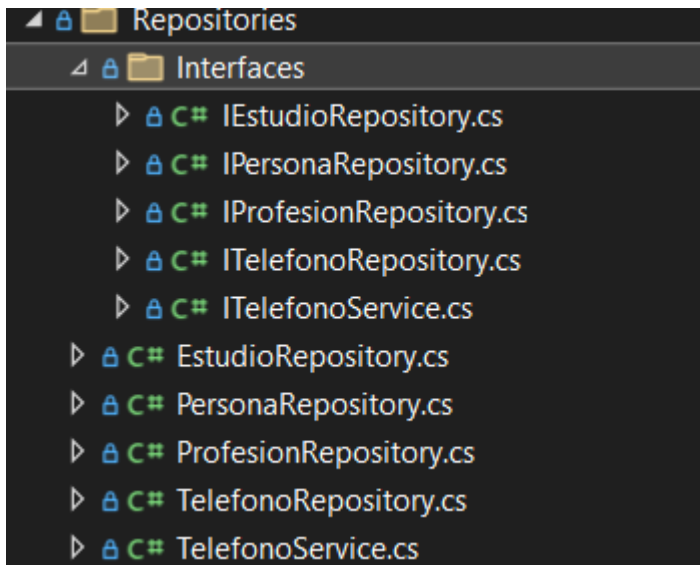 Repositories
Interfaces
C# IEstudioRepository.cs
C# IPersonaRepository.cs
C# IProfesionRepository.cs
C# ITelefonoRepository.cs
C# ITelefonoService.cs
C# EstudioRepository.cs
C# PersonaRepository.cs
C# ProfesionRepository.cs
C# TelefonoRepository.cs
C# TelefonoService.cs